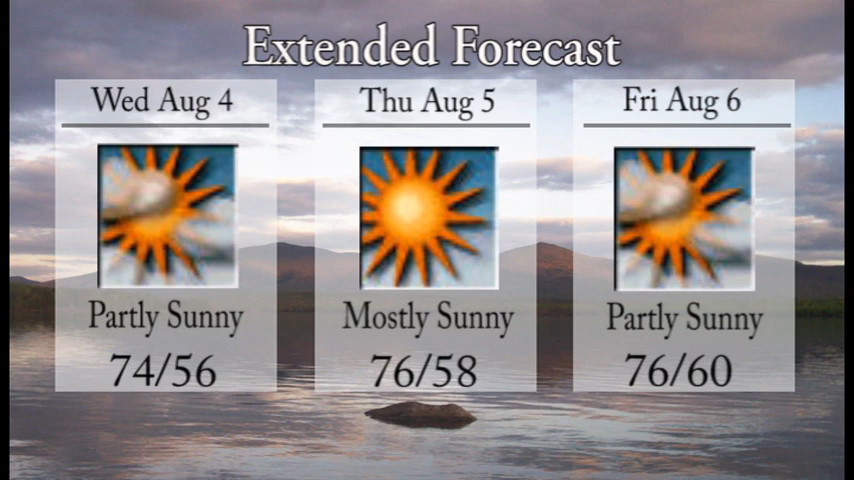 Extended Forecast
Wed Aug 4
Partly Sunny
74/56
Thu Aug 5
Mostly Sunny
76/58
Fri Aug 6
Partly Sunny
76/60